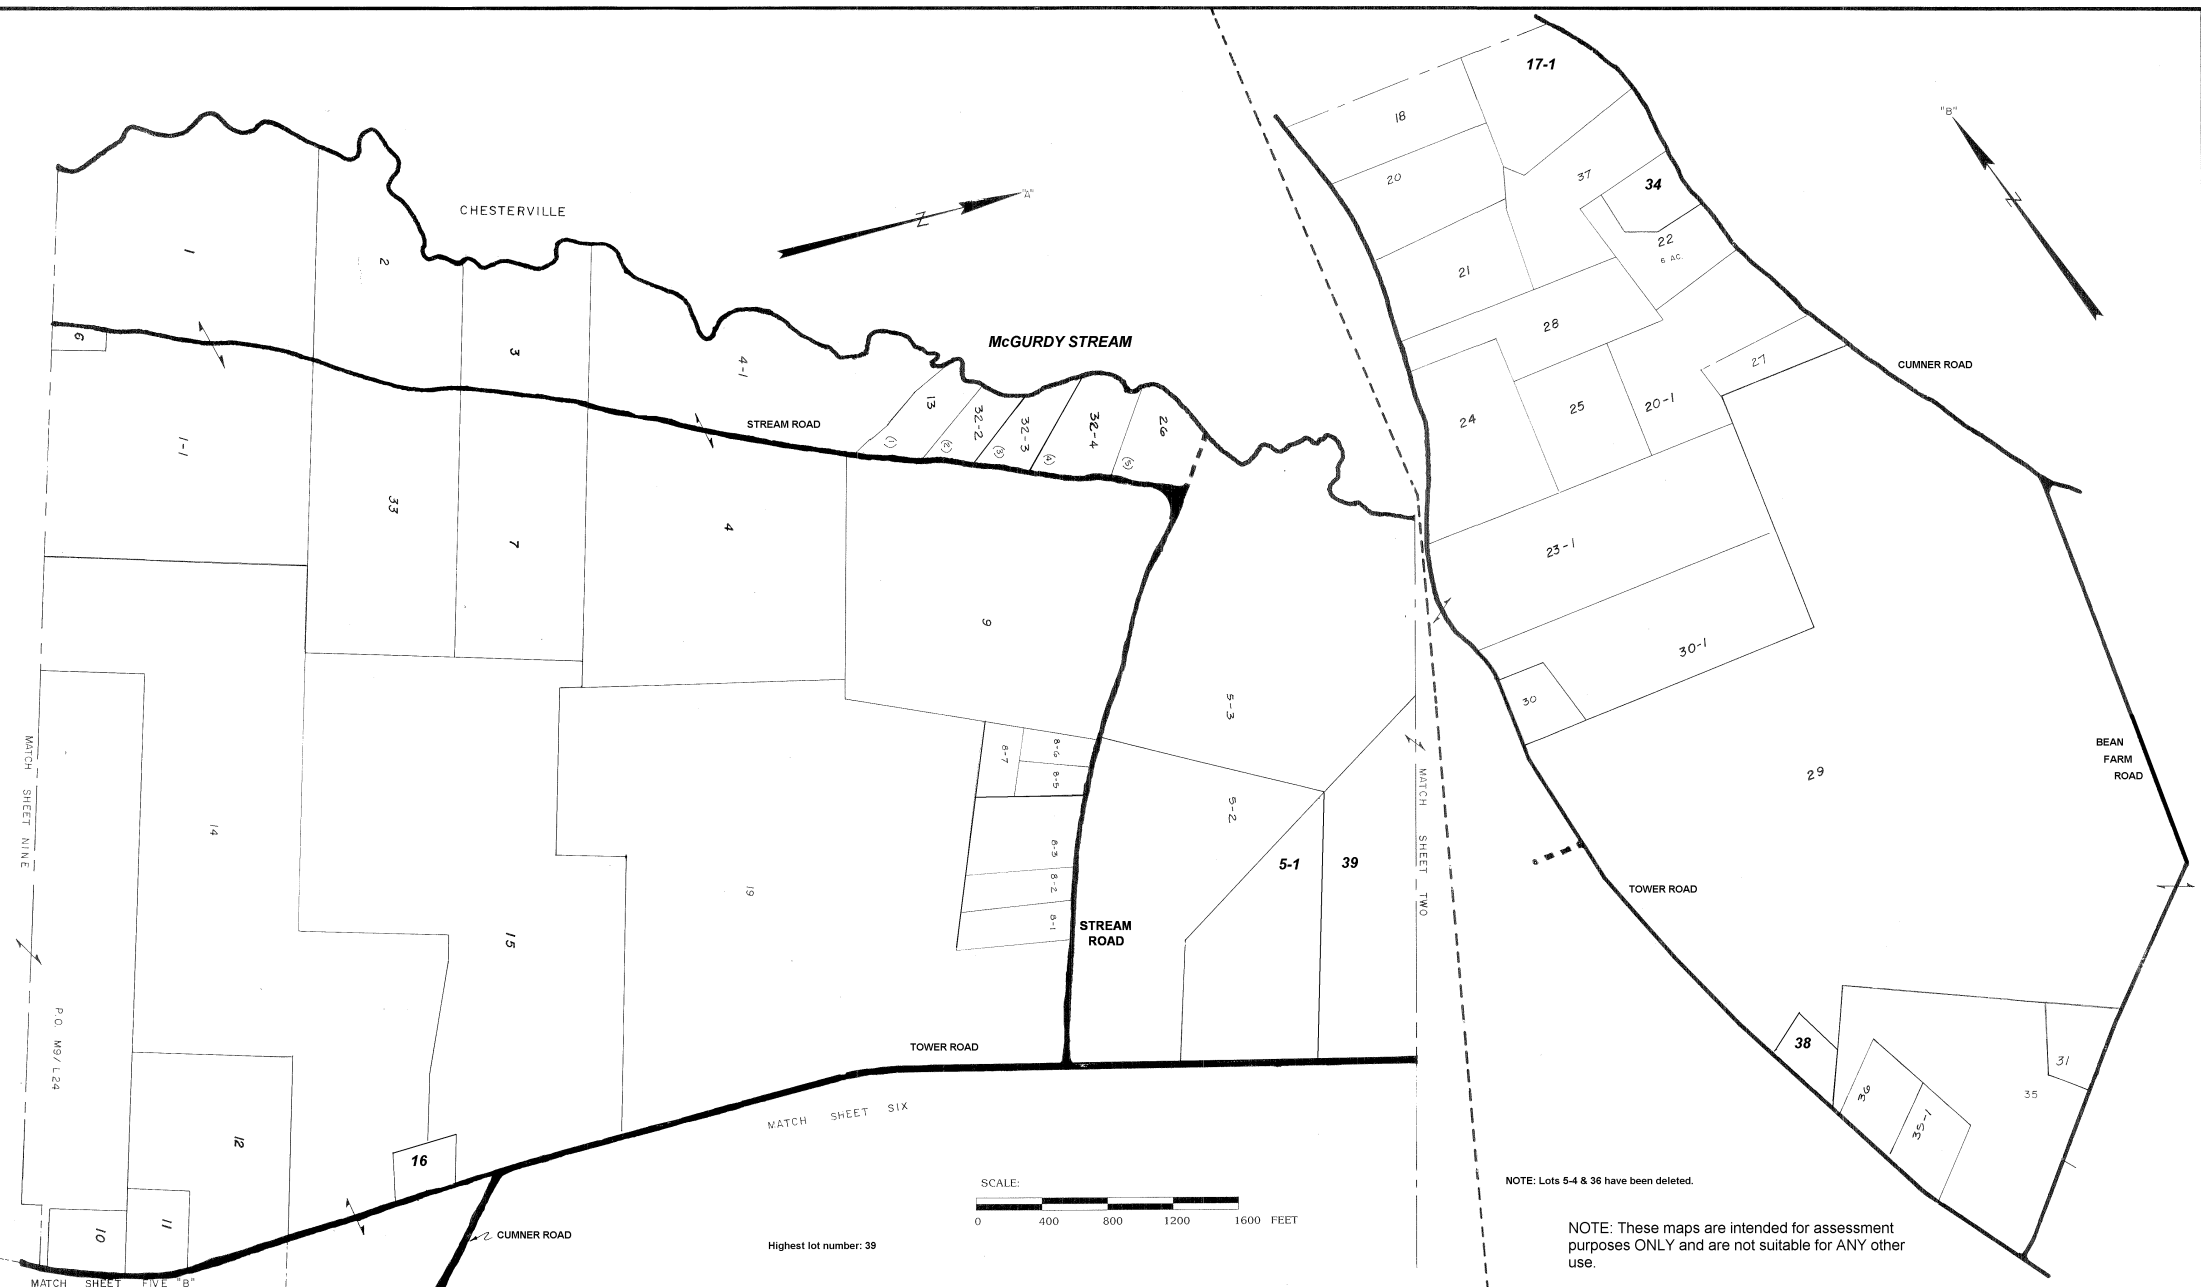 17-1
"B"
18
37
34
20
N
"A"
CHESTERVILLE
N
22
6 AC.
1
2
21
McGURDY STREAM
28
6
3
4-1
27
CUMNER ROAD
STREAM ROAD
13
32-2
32-3
32-4
26
(1)
(2)
(3)
(4)
(5)
24
25
20-1
1-1
33
7
4
23-1
9
30-1
5-3
30
8-7
8-6
8-5
BEAN
FARM
ROAD
29
MATCH SHEET NINE
MATCH SHEET TWO
14
5-2
8-3
8-2
8-1
19
5-1
39
TOWER ROAD
15
STREAM
ROAD
P.O. M9/L24
TOWER ROAD
38
31
36
35-1
35
MATCH SHEET SIX
12
16
SCALE:
0 400 800 1200 1600 FEET
NOTE: Lots 5-4 & 36 have been deleted.
10
11
CUMNER ROAD
Highest lot number: 39
NOTE: These maps are intended for assessment
purposes ONLY and are not suitable for ANY other
use.
MATCH SHEET FIVE "B"